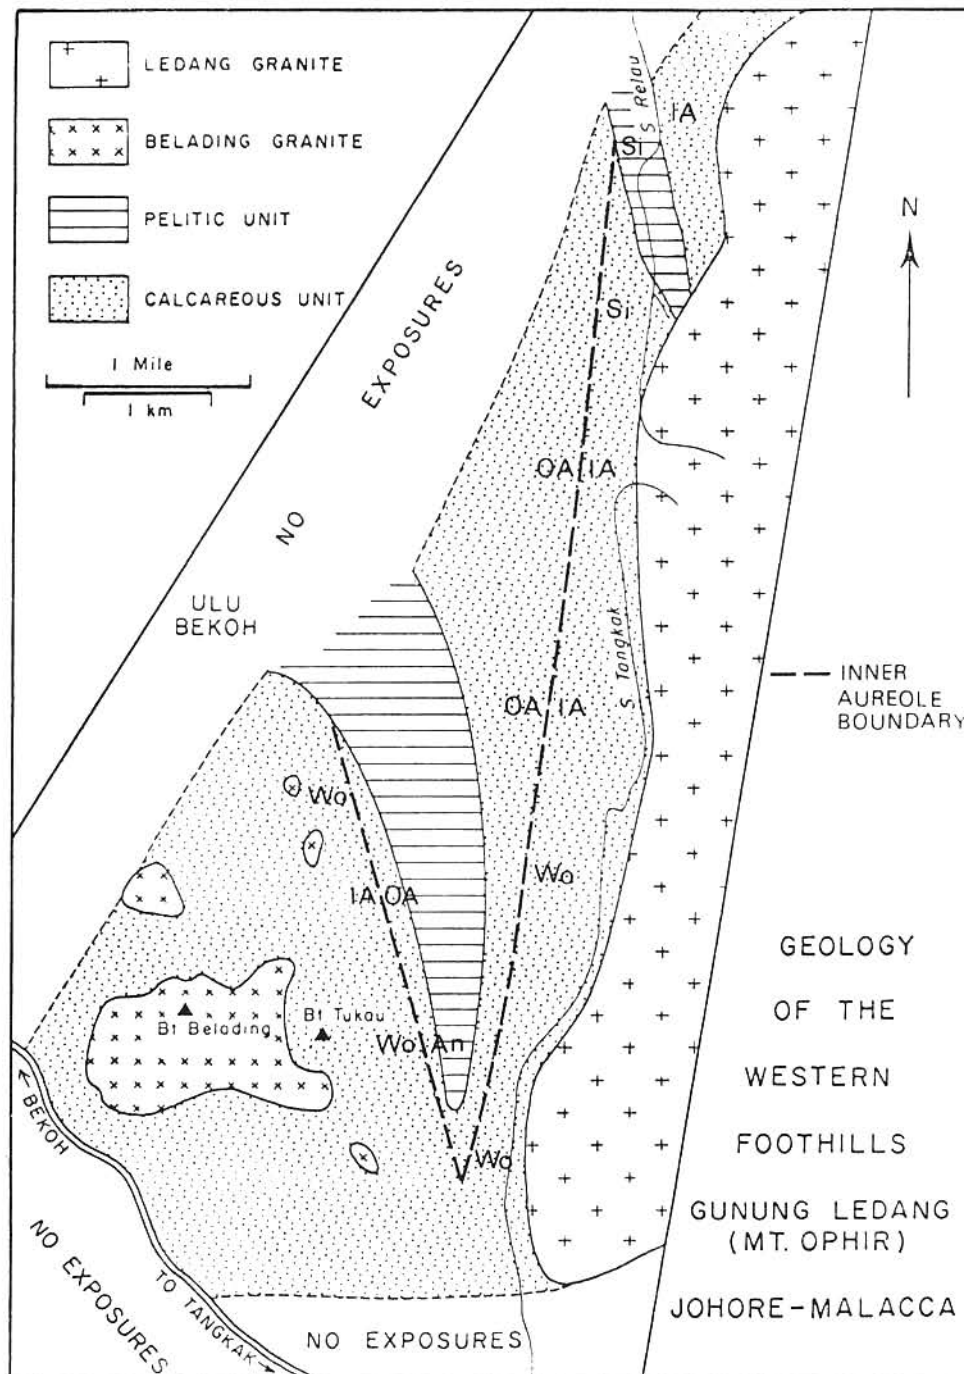 LEDANG GRANITE
BELADING GRANITE
PELITIC UNIT
CALCAREOUS UNIT
1 Mile
1 km
NO EXPOSURES
S Relau
IA
Si
N
Si
OA IA
ULU
BEKOH
S Tangkak
INNER
AUREOLE
BOUNDARY
OA IA
Wo
Wo
IA OA
GEOLOGY
OF THE
WESTERN
FOOTHILLS
GUNUNG LEDANG
(MT. OPHIR)
JOHORE-MALACCA
Bt Belading
Bt Tukau
Wo An
Wo
BEKOH
TO TANGKAK
NO EXPOSURES
NO EXPOSURES